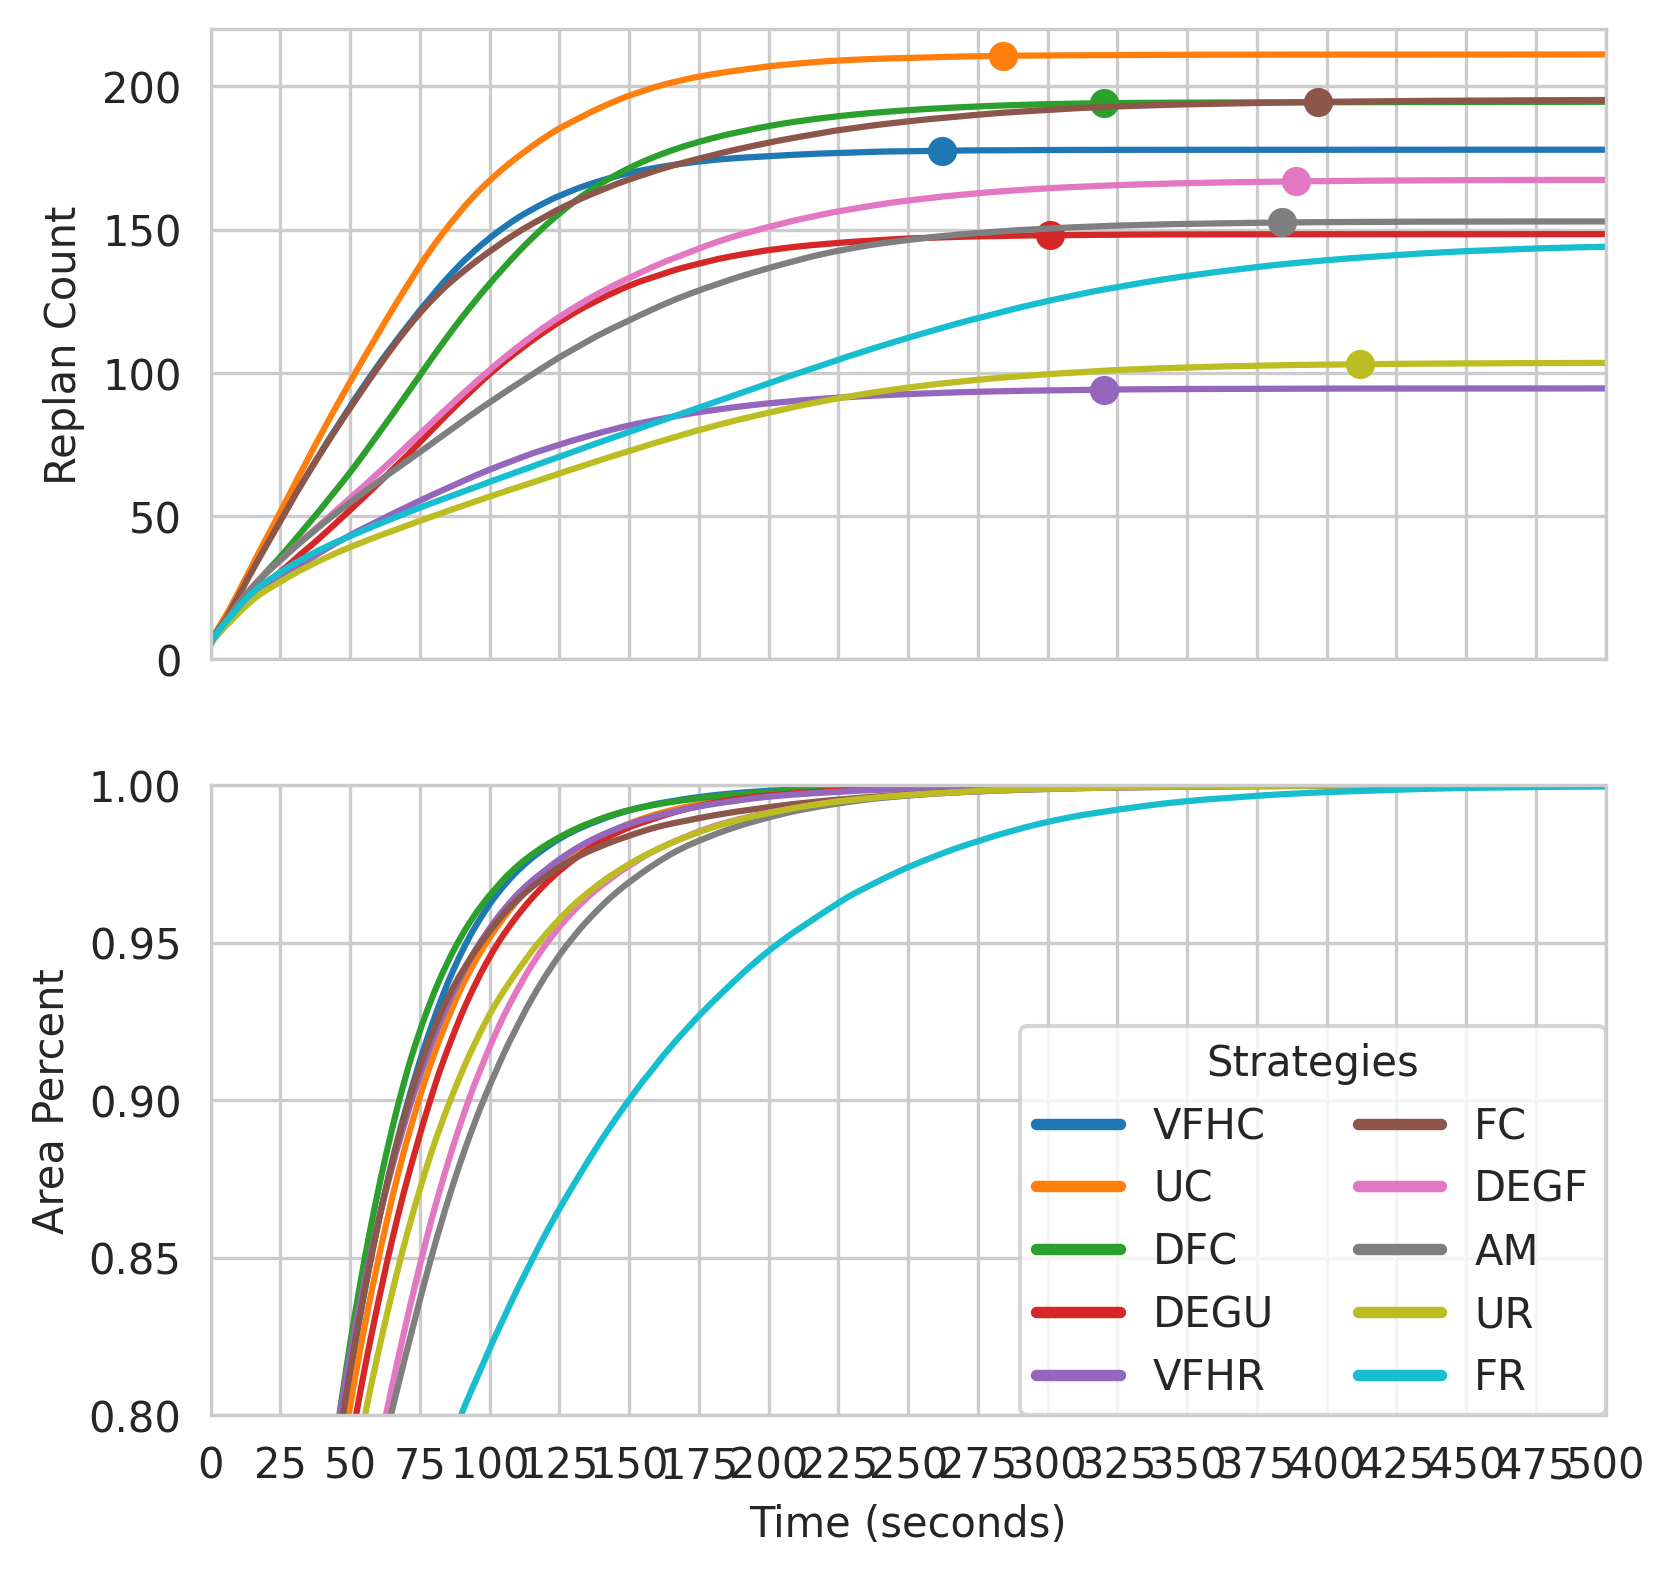 200
150
100
50
0
Replan Count
1.00
0.95
0.90
0.85
0.80
Area Percent
Strategies
VFHC FC
UC DEGF
DFC AM
DEGU UR
VFHR FR
0 25 50 75 100 125 150 175 200 225 250 275 300 325 350 375 400 425 450 475 500
Time (seconds)